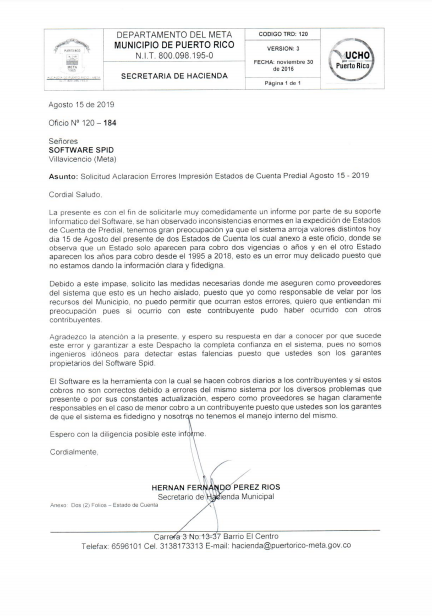 DEPARTAMENTO DEL META
MUNICIPIO DE PUERTO RICO
N.I.T. 800.098.195-0
SECRETARIA DE HACIENDA
CODIGO TRD: 120
VERSION: 3
FECHA: noviembre 30
de 2016
Página 1 de 1
UCHO
Puerto Rico
Agosto 15 de 2019
Oficio Nº 120 – 184
Señores
SOFTWARE SPID
Villavicencio (Meta)
Asunto: Solicitud Aclaracion Errores Impresión Estados de Cuenta Predial Agosto 15 - 2019
Cordial Saludo,
La presente es con el fin de solicitarle muy comedidamente un informe por parte de su soporte
Informatico del Software, se han observado inconsistencias enormes en la expedición de Estados
de Cuenta de Predial, tenemos gran preocupación ya que el sistema arroja valores distintos hoy
dia 15 de Agosto del presente de dos Estados de Cuenta los cual anexo a este oficio, donde se
observa que un Estado solo aparecen para cobro dos vigencias o años y en el otro Estado
aparecen los años para cobro desde el 1995 a 2018, esto es un error muy delicado puesto que
no estamos dando la información clara y fidedigna.
Debido a este impase, solicito las medidas necesarias donde me aseguren como proveedores
del sistema que esto es un hecho aislado, puesto que yo como responsable de velar por los
recursos del Municipio, no puedo permitir que ocurran estos errores, quiero que entiendan mi
preocupación pues si ocurrio con este contribuyente pudo haber ocurrido con otros
contribuyentes.
Agradezco la atención a la presente, y espero su respuesta en dar a conocer por que sucede
este error y garantizar a este Despacho la completa confianza en el sistema, pues no somos
ingenieros idóneos para detectar estas falencias puesto que ustedes son los garantes
propietarios del Software Spid.
El Software es la herramienta con la cual se hacen cobros diarios a los contribuyentes y si estos
cobros no son correctos debido a errores del mismo sistema por los diversos problemas que
presente o por sus constantes actualización, espero como proveedores se hagan claramente
responsables en el caso de menor cobro a un contribuyente puesto que ustedes son los garantes
de que el sistema es fidedigno y nosotros no tenemos el manejo interno del mismo.
Espero con la diligencia posible este informe.
Cordialmente,
HERNAN FERNANDO PEREZ RIOS
Secretario de Hacienda Municipal
Anexo: Dos (2) Folios – Estado de Cuenta
Carrera 3 No 13-37 Barrio El Centro
Telefax: 6596101 Cel. 3138173313 E-mail: hacienda@puertorico-meta.gov.co